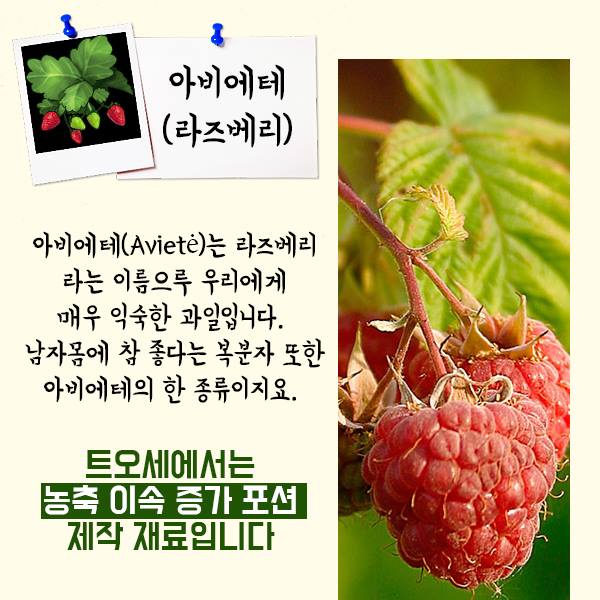 아비에테
(라즈베리)
아비에테(Avietė)는 라즈베리
라는 이름으루 우리에게
매우 익숙한 과일입니다.
남자몸에 참 좋다는 복분자 또한
아비에테의 한 종류이지요.
트오세에서는
농축 이속 증가 포션
제작 재료입니다